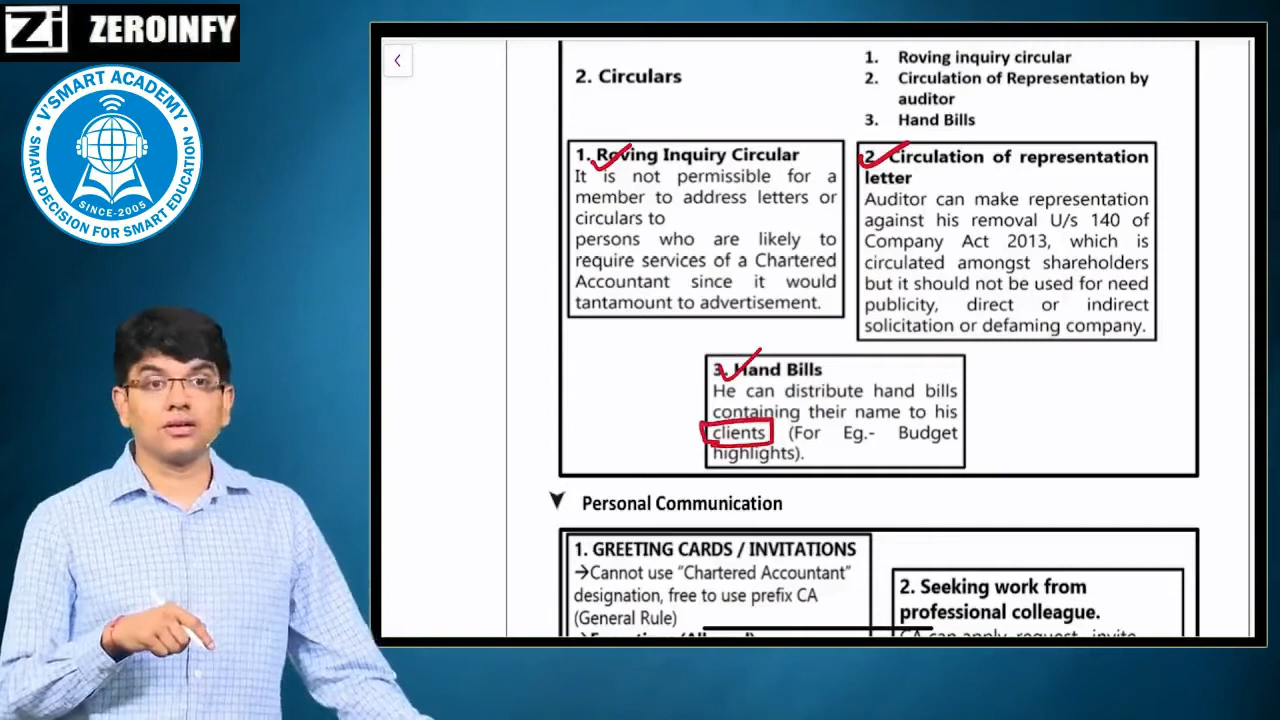 Zi ZEROINFY
V'SMART ACADEMY
SINCE-2005
SMART DECISION FOR SMART EDUCATION
2. Circulars
1. Roving inquiry circular
2. Circulation of Representation by
auditor
3. Hand Bills
1. Roving Inquiry Circular
It is not permissible for a
member to address letters or
circulars to
persons who are likely to
require services of a Chartered
Accountant since it would
tantamount to advertisement.
2. Circulation of representation
letter
Auditor can make representation
against his removal U/s 140 of
Company Act 2013, which is
circulated amongst shareholders
but it should not be used for need
publicity, direct or indirect
solicitation or defaming company.
3. Hand Bills
He can distribute hand bills
containing their name to his
clients (For Eg.- Budget
highlights).
Personal Communication
1. GREETING CARDS / INVITATIONS
→Cannot use "Chartered Accountant"
designation, free to use prefix CA
(General Rule)
2. Seeking work from
professional colleague.
CA can apply, request, invite